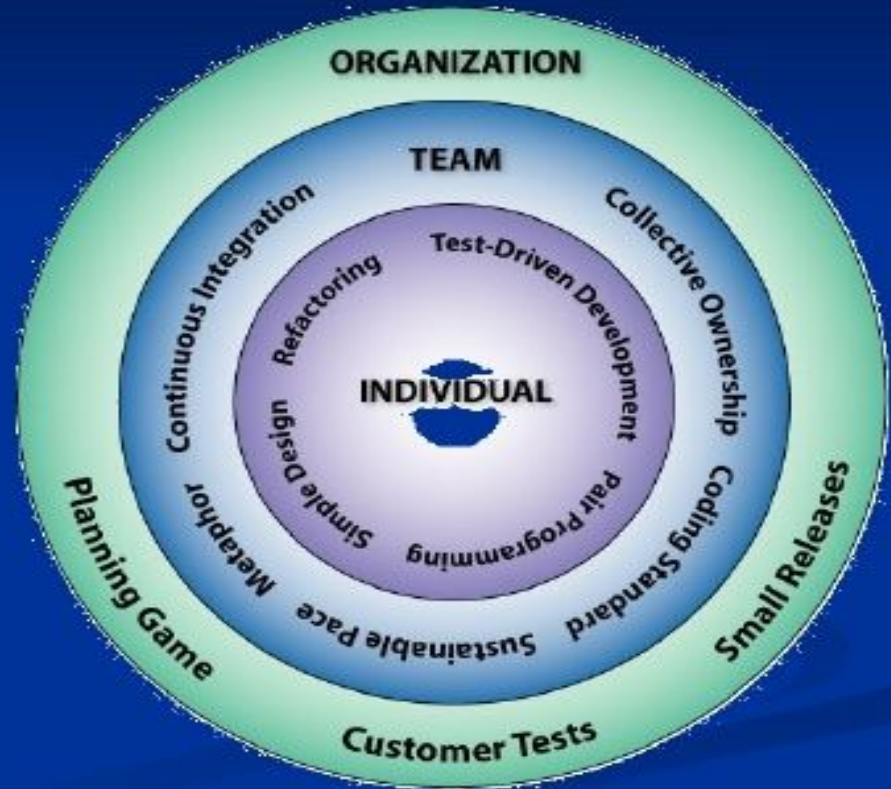 ORGANIZATION
TEAM
Continuous Integration
Collective Ownership
Refactoring
Test-Driven Development
INDIVIDUAL
Simple Design
Pair Programming
Metaphor
Sustainable Pace
Coding Standard
Planning Game
Customer Tests
Small Releases